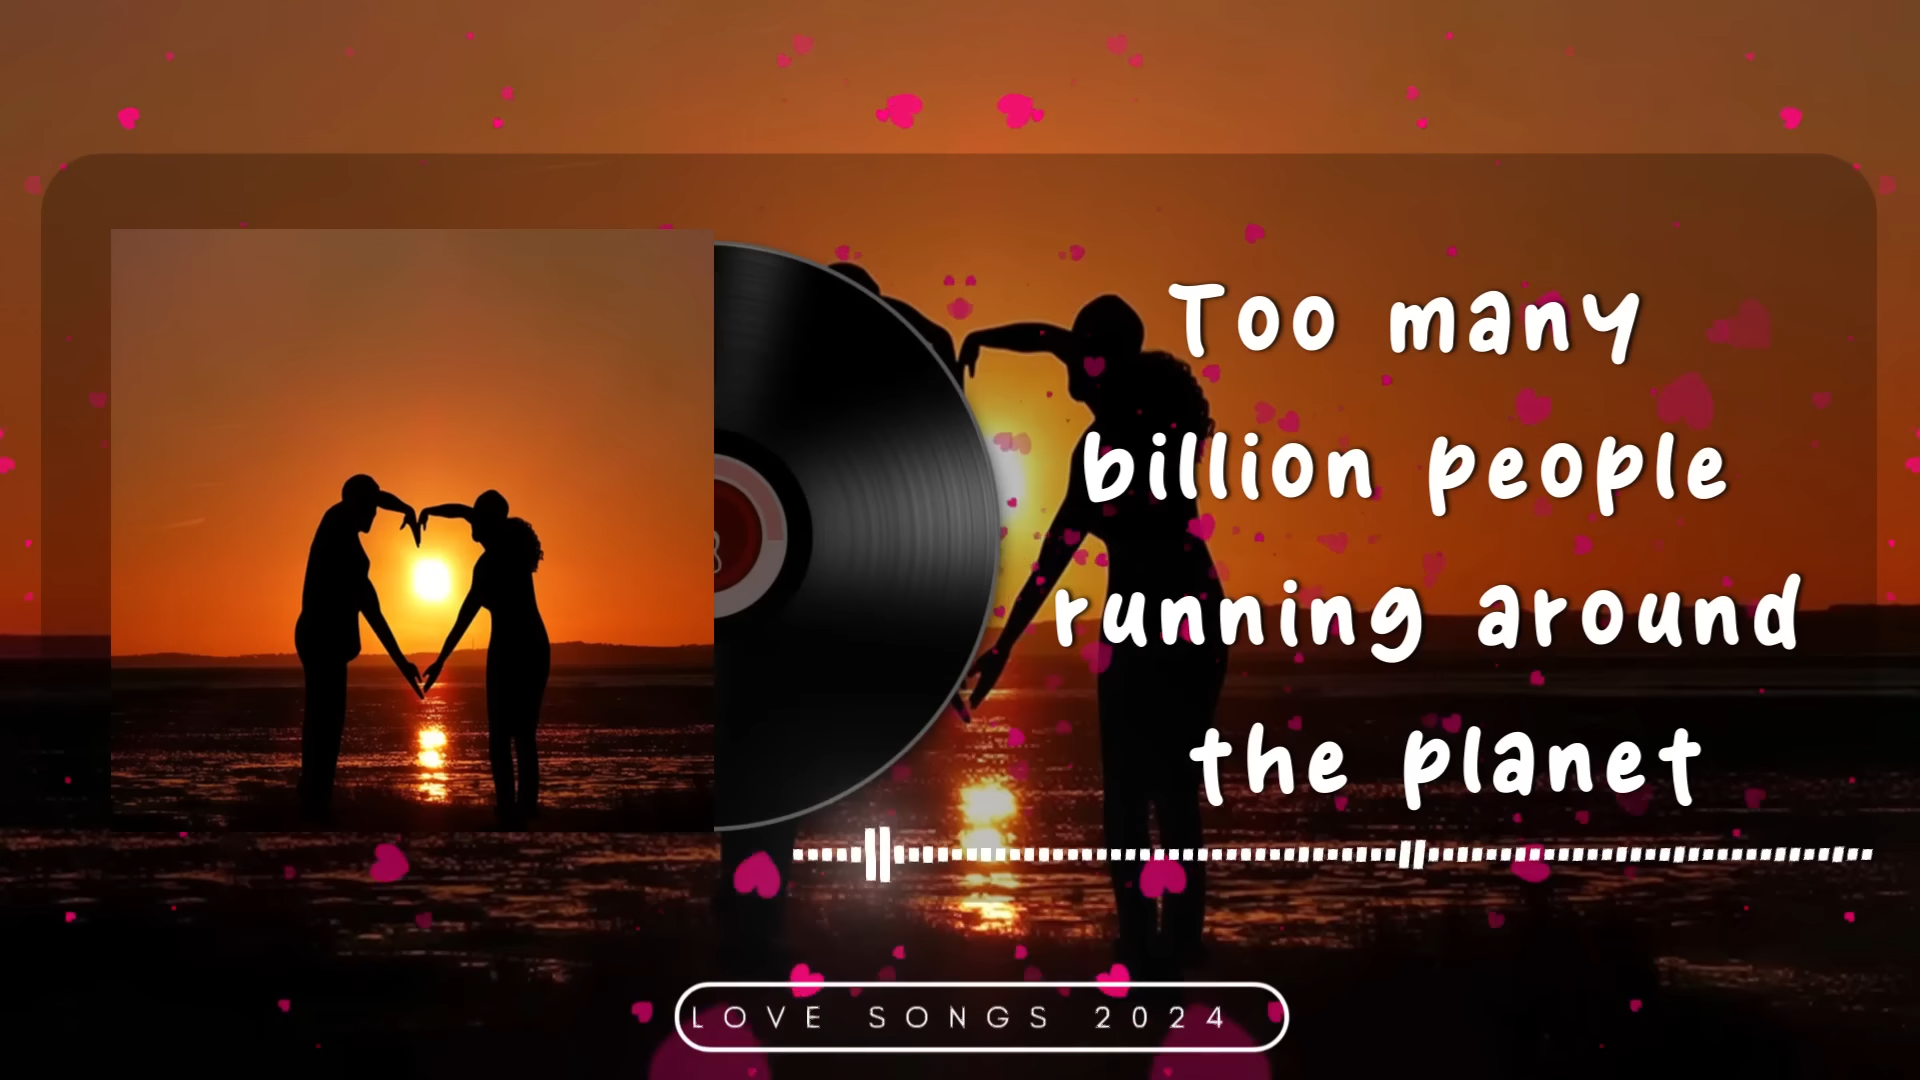 Too many
billion people
running around
the planet
LOVE SONGS 2024